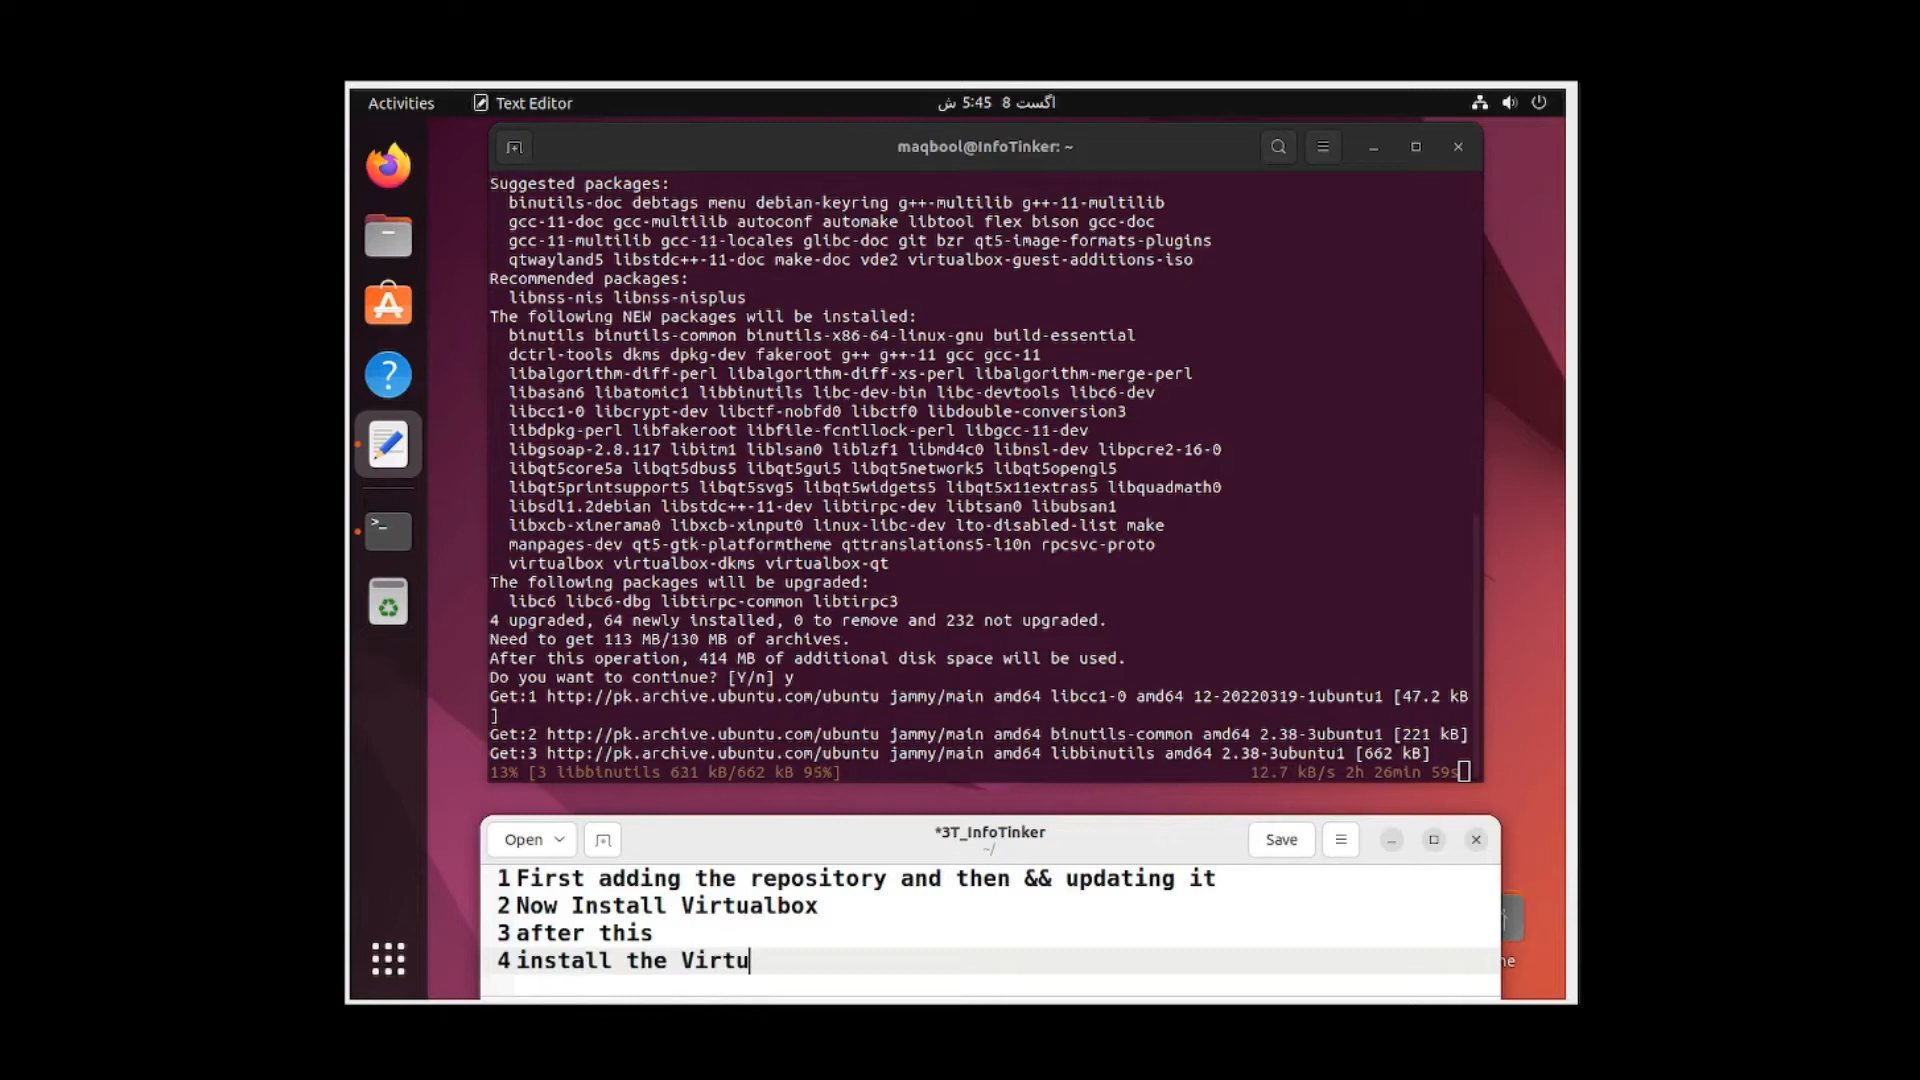 Activities
Text Editor
اگست 8 5:45 ش
maqbool@InfoTinker: ~
Suggested packages:
binutils-doc debtags menu debian-keyring g++-multilib g++-11-multilib
gcc-11-doc gcc-multilib autoconf automake libtool flex bison gcc-doc
gcc-11-multilib gcc-11-locales glibc-doc git bzr qt5-image-formats-plugins
qtwayland5 libstdc++-11-doc make-doc vde2 virtualbox-guest-additions-iso
Recommended packages:
libnss-nis libnss-nisplus
The following NEW packages will be installed:
binutils binutils-common binutils-x86-64-linux-gnu build-essential
dctrl-tools dkms dpkg-dev fakeroot g++ g++-11 gcc gcc-11
libalgorithm-diff-perl libalgorithm-diff-xs-perl libalgorithm-merge-perl
libasan6 libatomic1 libbinutils libc-dev-bin libc-devtools libc6-dev
libcc1-0 libcrypt-dev libctf-nobfd0 libctf0 libdouble-conversion3
libdpkg-perl libfakeroot libfile-fcntllock-perl libgcc-11-dev
libgsoap-2.8.117 libitm1 liblsan0 liblzf1 libmd4c0 libnsl-dev libpcre2-16-0
libqt5core5a libqt5dbus5 libqt5gui5 libqt5network5 libqt5opengl5
libqt5printsupport5 libqt5svg5 libqt5widgets5 libqt5x11extras5 libquadmath0
libsdl1.2debian libstdc++-11-dev libtirpc-dev libtsan0 libubsan1
libxcb-xinerama0 libxcb-xinput0 linux-libc-dev lto-disabled-list make
manpages-dev qt5-gtk-platformtheme qttranslations5-l10n rpcsvc-proto
virtualbox virtualbox-dkms virtualbox-qt
The following packages will be upgraded:
libc6 libc6-dbg libtirpc-common libtirpc3
4 upgraded, 64 newly installed, 0 to remove and 232 not upgraded.
Need to get 113 MB/130 MB of archives.
After this operation, 414 MB of additional disk space will be used.
Do you want to continue? [Y/n] y
Get:1 http://pk.archive.ubuntu.com/ubuntu jammy/main amd64 libcc1-0 amd64 12-20220319-1ubuntu1 [47.2 kB
]
Get:2 http://pk.archive.ubuntu.com/ubuntu jammy/main amd64 binutils-common amd64 2.38-3ubuntu1 [221 kB]
Get:3 http://pk.archive.ubuntu.com/ubuntu jammy/main amd64 libbinutils amd64 2.38-3ubuntu1 [662 kB]
13% [3 libbinutils 631 kB/662 kB 95%] 12.7 kB/s 2h 26min 59s
Open
*3T_InfoTinker
~/
Save
1 First adding the repository and then && updating it
2 Now Install Virtualbox
3 after this
4 install the Virtu